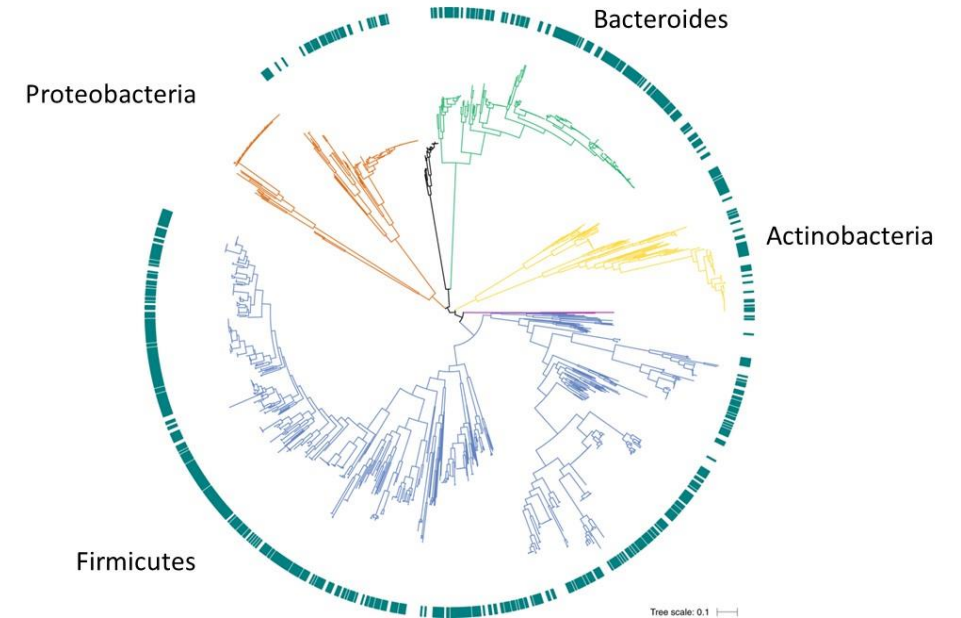 Bacteroides
Proteobacteria
Actinobacteria
Firmicutes
Tree scale: 0.1